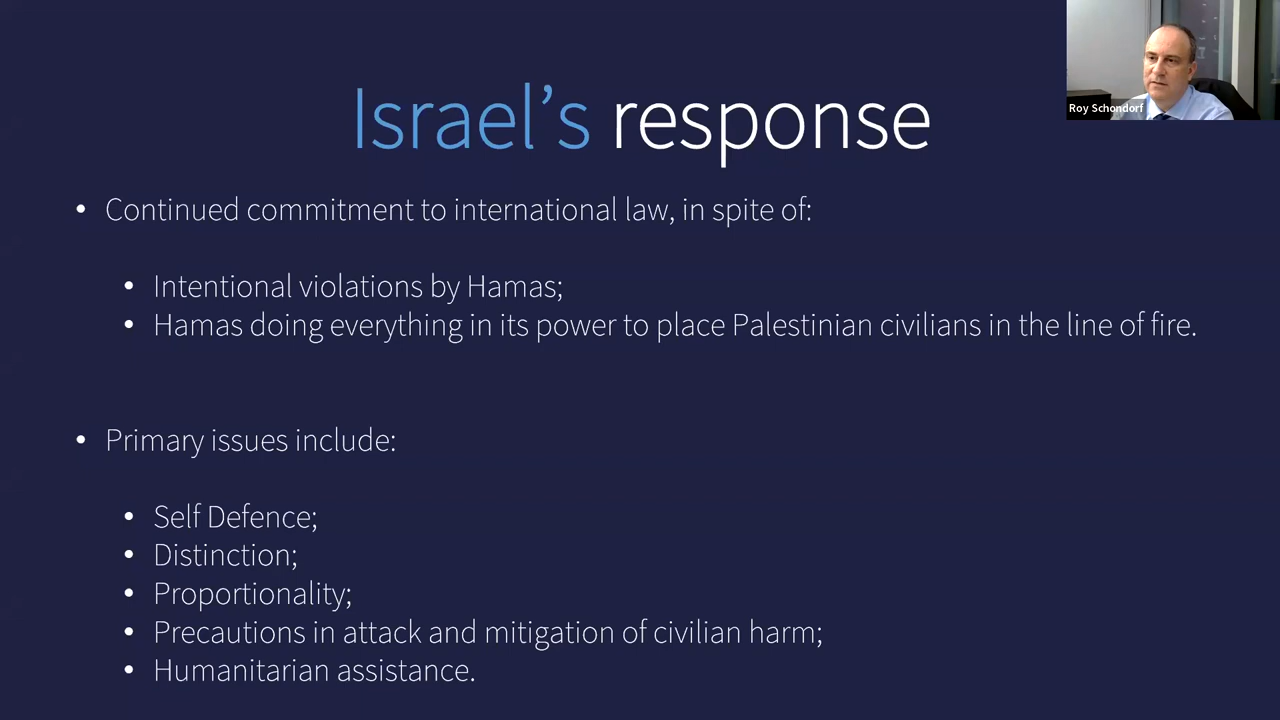 Roy Schondorf
Israel’s response
• Continued commitment to international law, in spite of:
• Intentional violations by Hamas;
• Hamas doing everything in its power to place Palestinian civilians in the line of fire.
• Primary issues include:
• Self Defence;
• Distinction;
• Proportionality;
• Precautions in attack and mitigation of civilian harm;
• Humanitarian assistance.